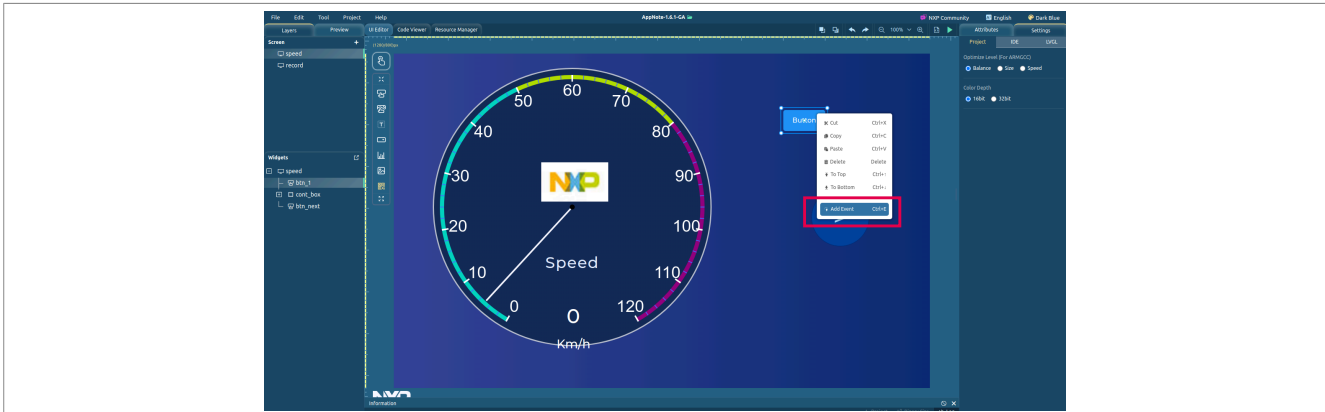 File Edit Tool Project Help
AppNote-1.6.1-GA
NXP Community English Dark Blue
Layers Preview
UI Editor Code Viewer Resource Manager
100%
Attributes Settings
Screen +
speed
record
Project IDE LVGL
Optimize Level (For ARMGCC)
Balance Size Speed
Color Depth
16bit 32bit
0
10
20
30
40
50
60
70
80
90
100
110
120
NXP
Speed
0
Km/h
Button
Cut Ctrl+X
Copy Ctrl+C
Paste Ctrl+V
Delete Delete
To Top Ctrl+↑
To Bottom Ctrl+↓
+ Add Event Ctrl+E
Widgets
speed
btn_1
cont_box
btn_next
NXP
Information